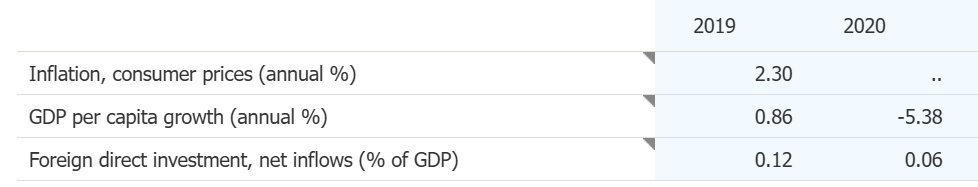 2019 2020
Inflation, consumer prices (annual %) 2.30 ..
GDP per capita growth (annual %) 0.86 -5.38
Foreign direct investment, net inflows (% of GDP) 0.12 0.06